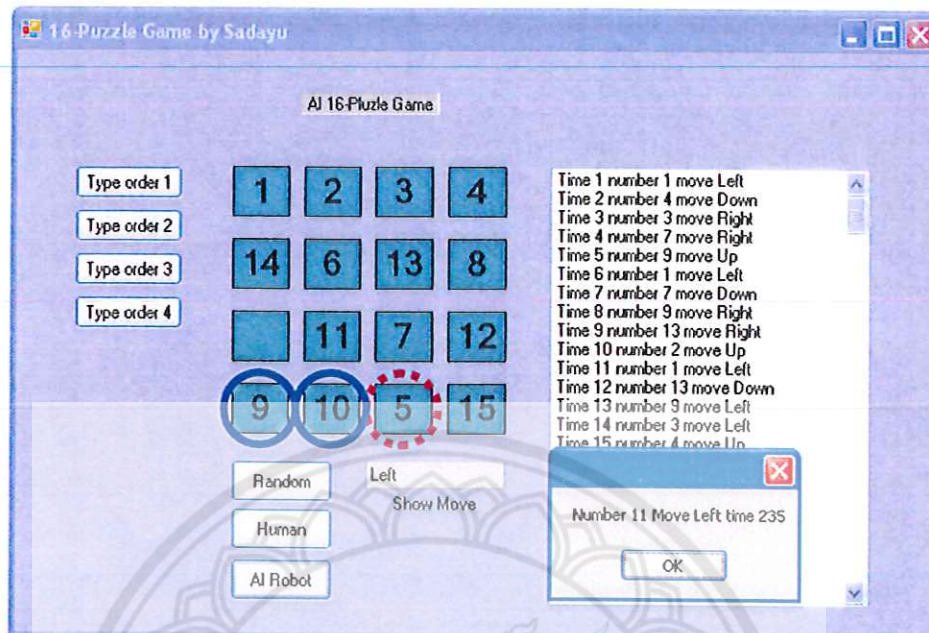 16-Puzzle Game by Sadayu
AI 16-Pluzle Game
Type order 1
Type order 2
Type order 3
Type order 4
1 2 3 4
14 6 13 8
11 7 12
9 10 5 15
Random
Human
AI Robot
Left
Show Move
Time 1 number 1 move Left
Time 2 number 4 move Down
Time 3 number 3 move Right
Time 4 number 7 move Right
Time 5 number 9 move Up
Time 6 number 1 move Left
Time 7 number 7 move Down
Time 8 number 9 move Right
Time 9 number 13 move Right
Time 10 number 2 move Up
Time 11 number 1 move Left
Time 12 number 13 move Down
Time 13 number 9 move Left
Time 14 number 3 move Left
Time 15 number 4 move Up
Number 11 Move Left time 235
OK